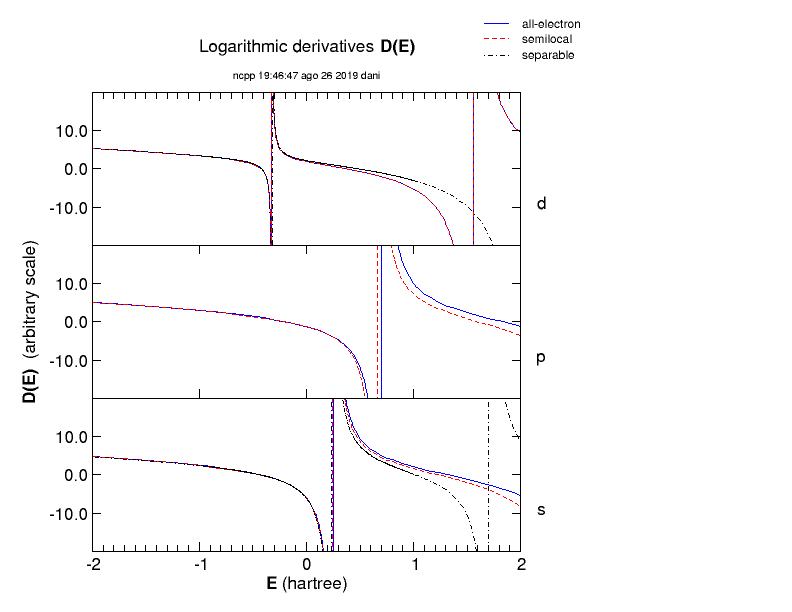 all-electron
semilocal
separable
Logarithmic derivatives D(E)
ncpp 19:46:47 ago 26 2019 dani
10.0
0.0
-10.0
d
10.0
0.0
-10.0
p
10.0
0.0
-10.0
s
D(E) (arbitrary scale)
-2 -1 0 1 2
E (hartree)